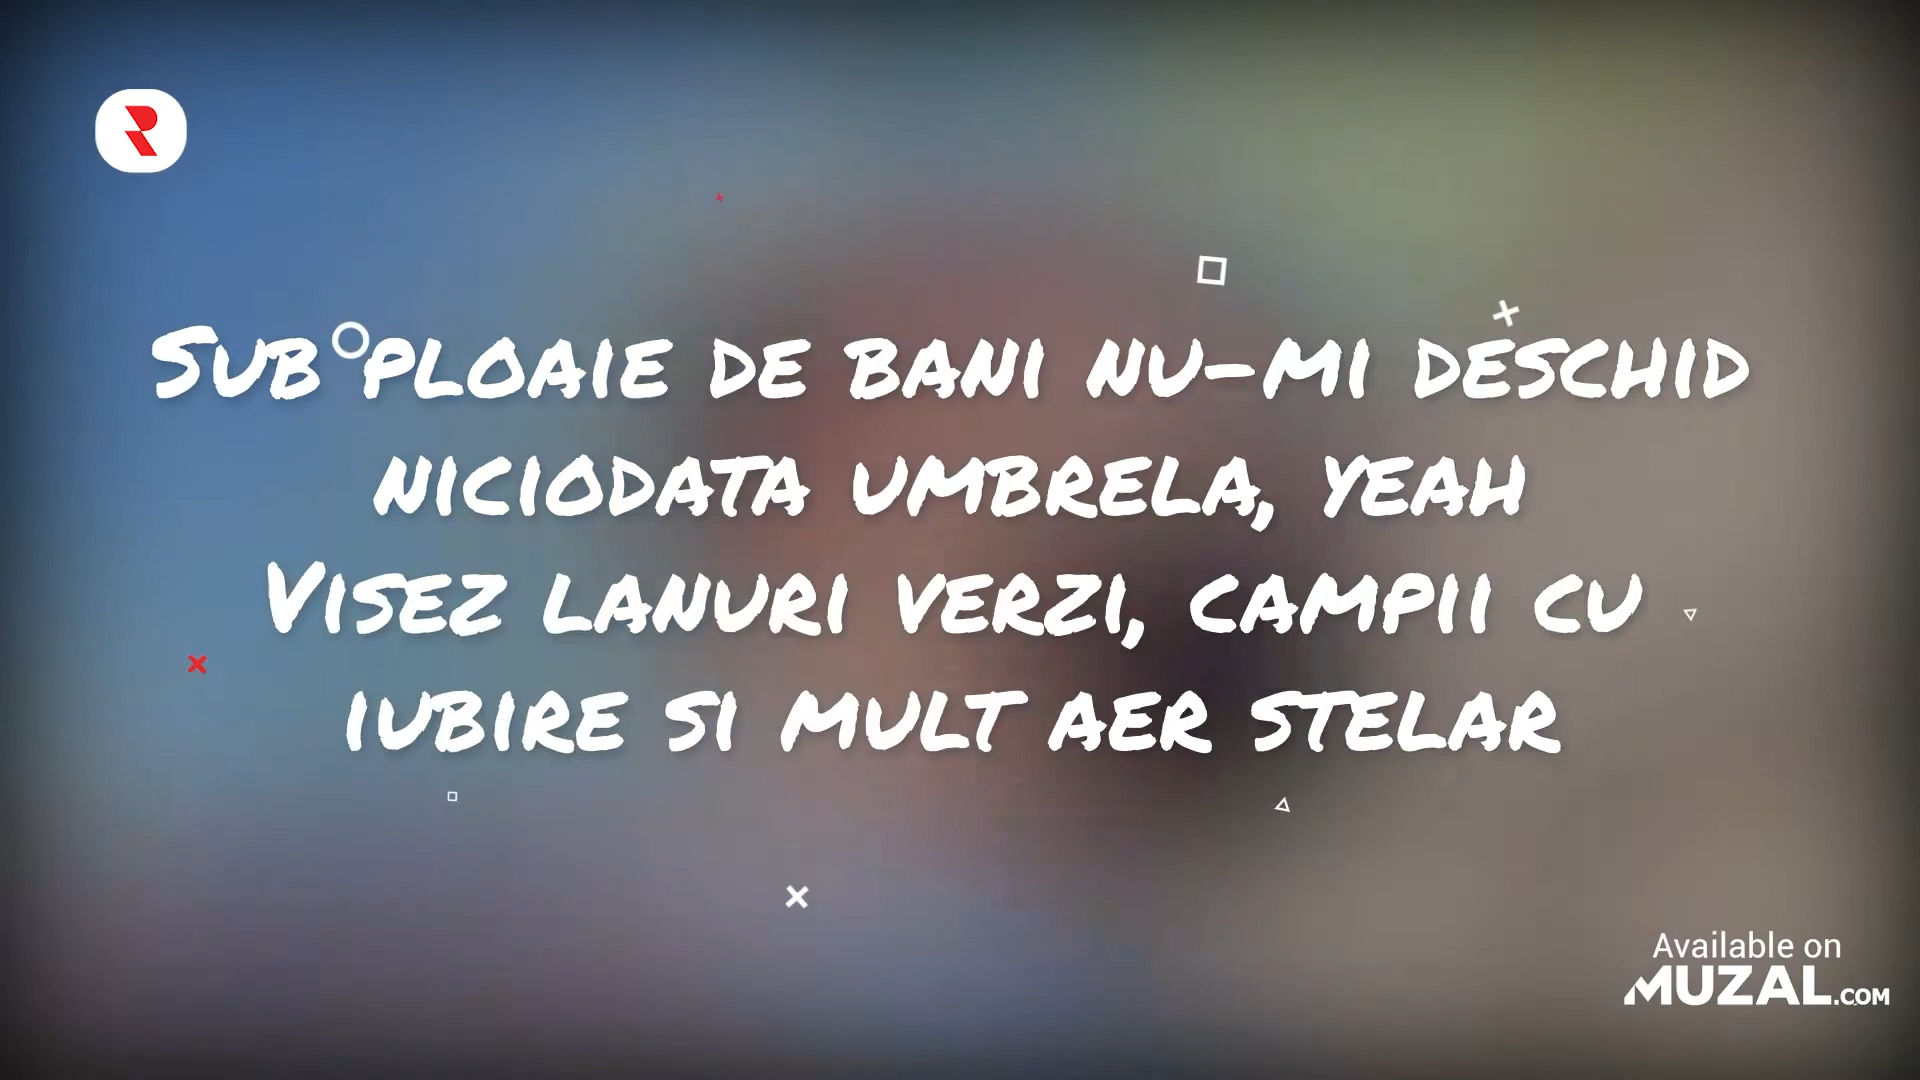 Sub ploaie de bani nu-mi deschid
niciodata umbrela, yeah
Visez lanuri verzi, campii cu
iubire si mult aer stelar
Available on
MUZAL.COM